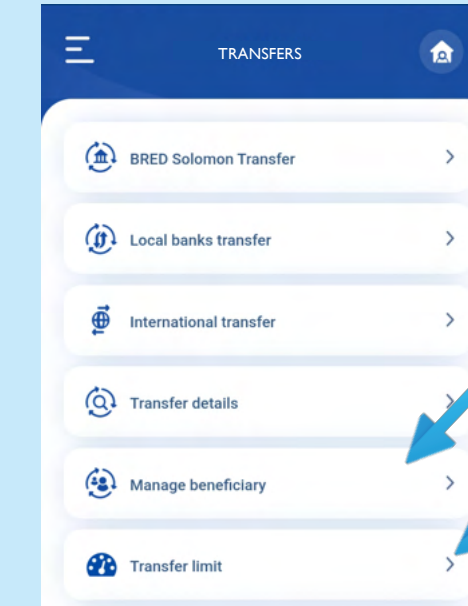 TRANSFERS
BRED Solomon Transfer
Local banks transfer
International transfer
Transfer details
Manage beneficiary
Transfer limit